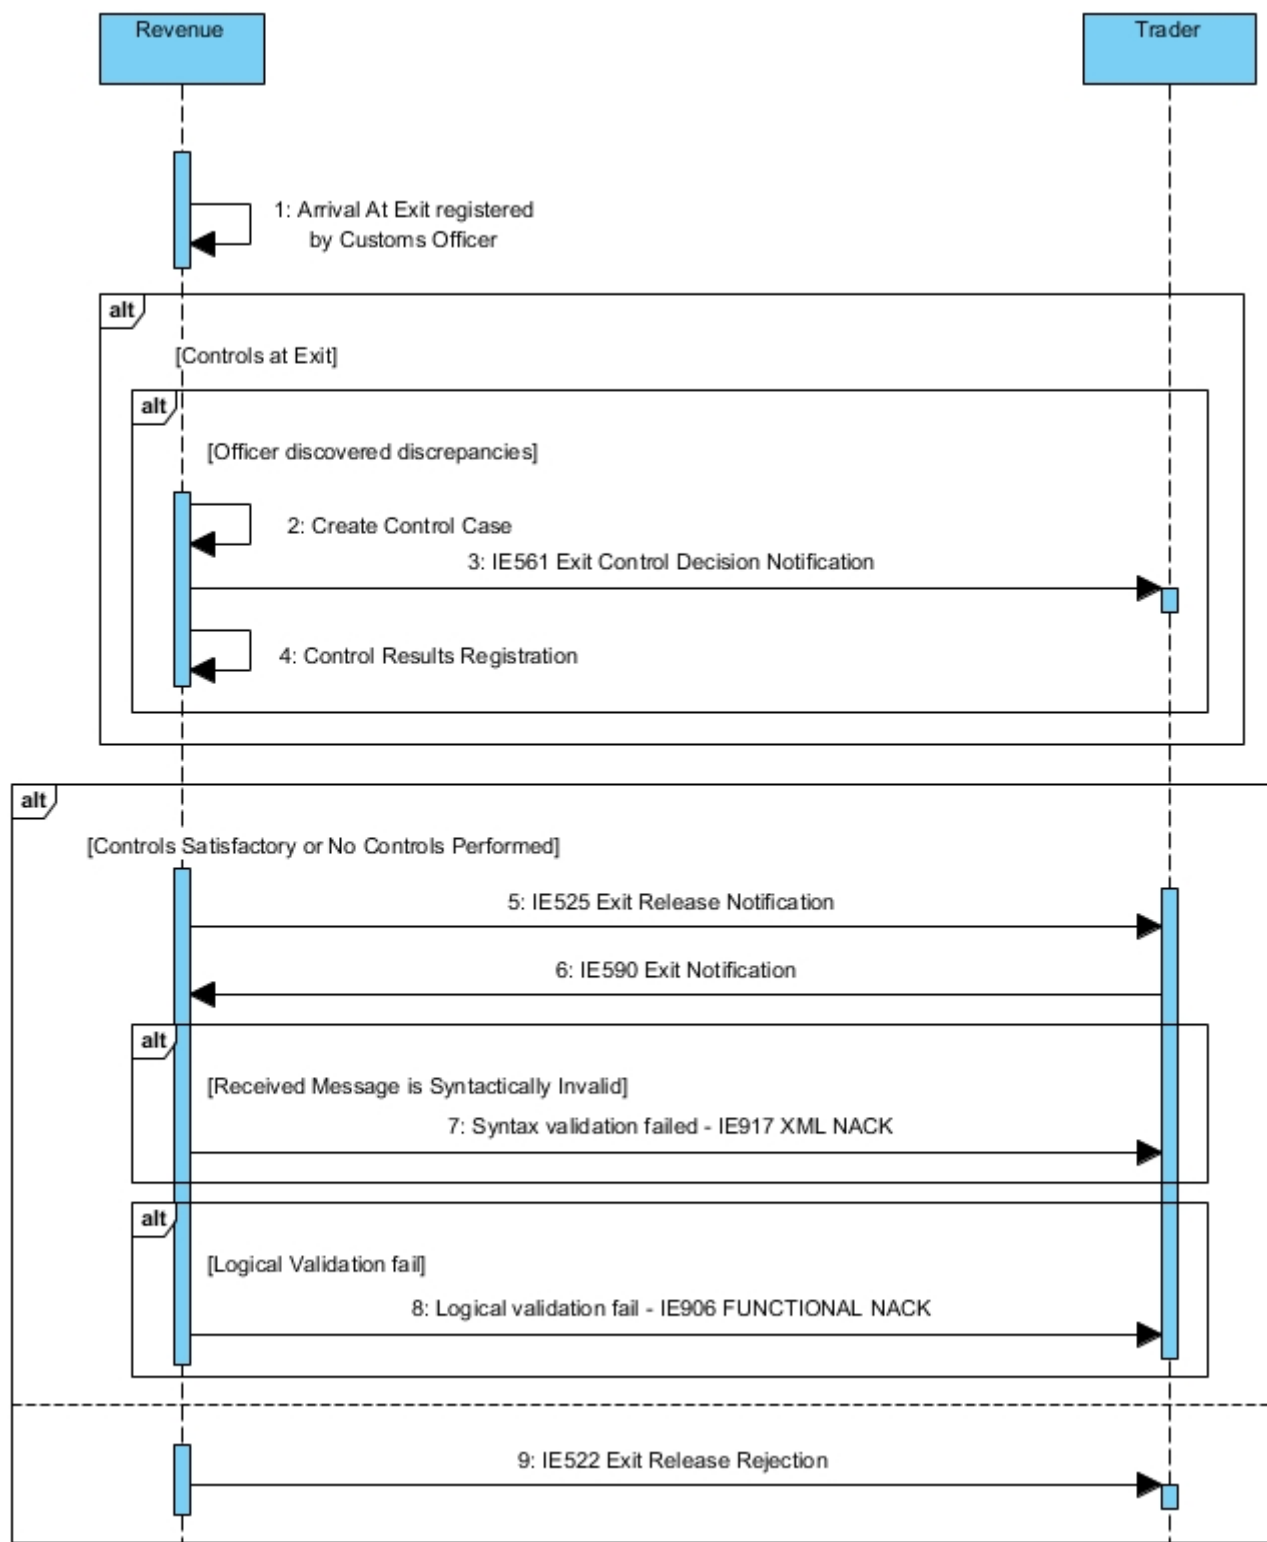 Revenue
Trader
1: Arrival At Exit registered
by Customs Officer
alt
[Controls at Exit]
alt
[Officer discovered discrepancies]
2: Create Control Case
3: IE561 Exit Control Decision Notification
4: Control Results Registration
alt
[Controls Satisfactory or No Controls Performed]
5: IE525 Exit Release Notification
6: IE590 Exit Notification
alt
[Received Message is Syntactically Invalid]
7: Syntax validation failed - IE917 XML NACK
alt
[Logical Validation fail]
8: Logical validation fail - IE906 FUNCTIONAL NACK
9: IE522 Exit Release Rejection